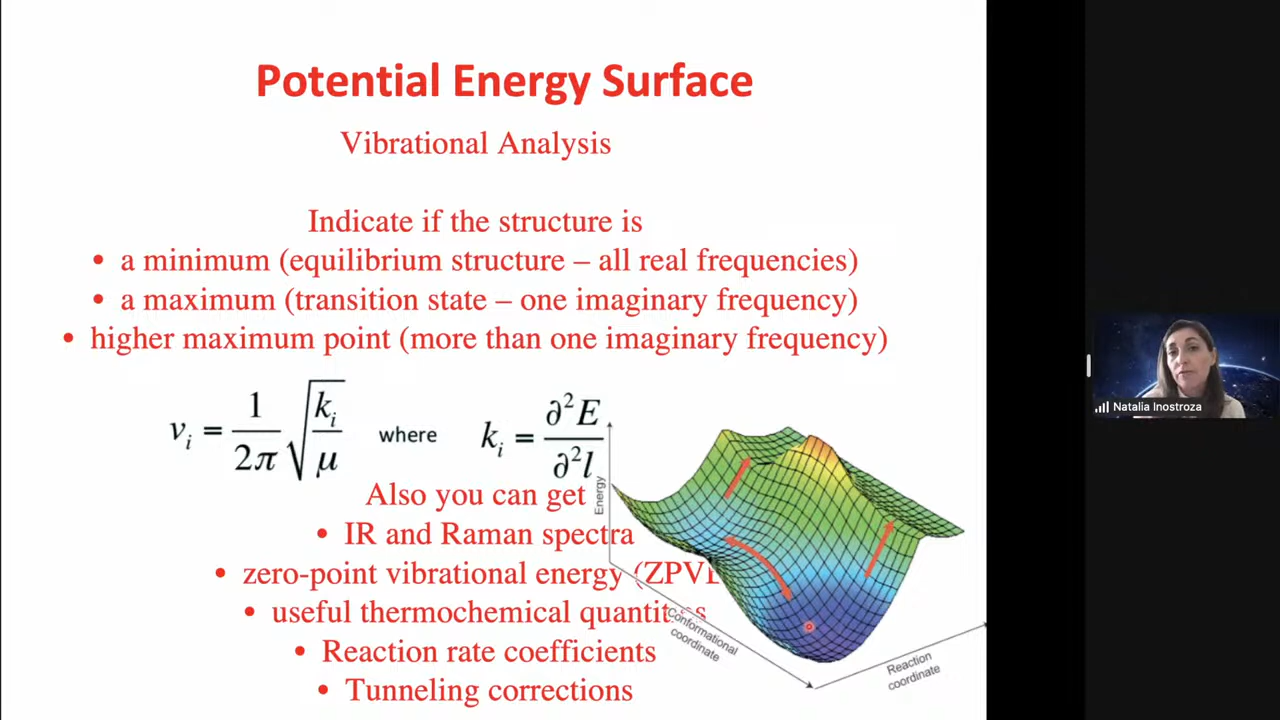 Potential Energy Surface
Vibrational Analysis
Indicate if the structure is
• a minimum (equilibrium structure – all real frequencies)
• a maximum (transition state – one imaginary frequency)
• higher maximum point (more than one imaginary frequency)
νᵢ = 1/2π √(kᵢ/μ) where kᵢ = ∂²E/∂²l
Also you can get
• IR and Raman spectra
• zero-point vibrational energy (ZPVE
• useful thermochemical quantities
• Reaction rate coefficients
• Tunneling corrections
Energy
Conformational
coordinate
Reaction
coordinate
Natalia Inostroza